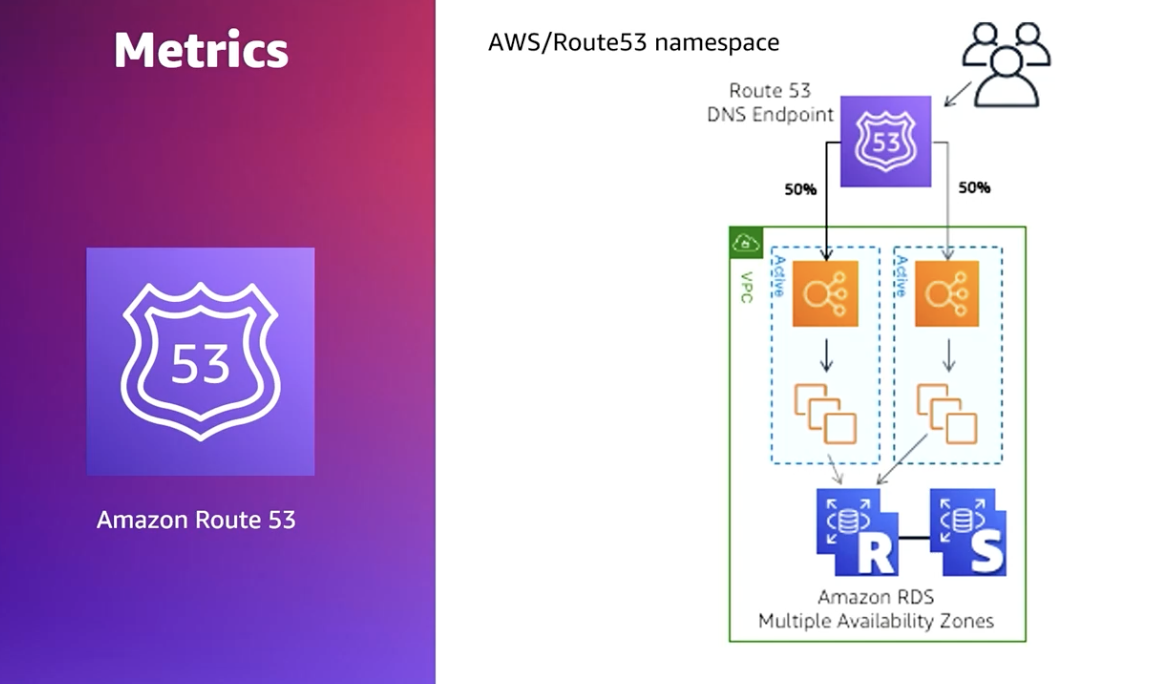 Metrics
53
Amazon Route 53
AWS/Route53 namespace
Route 53
DNS Endpoint
53
50%
50%
VPC
Active
Active
R
S
Amazon RDS
Multiple Availability Zones